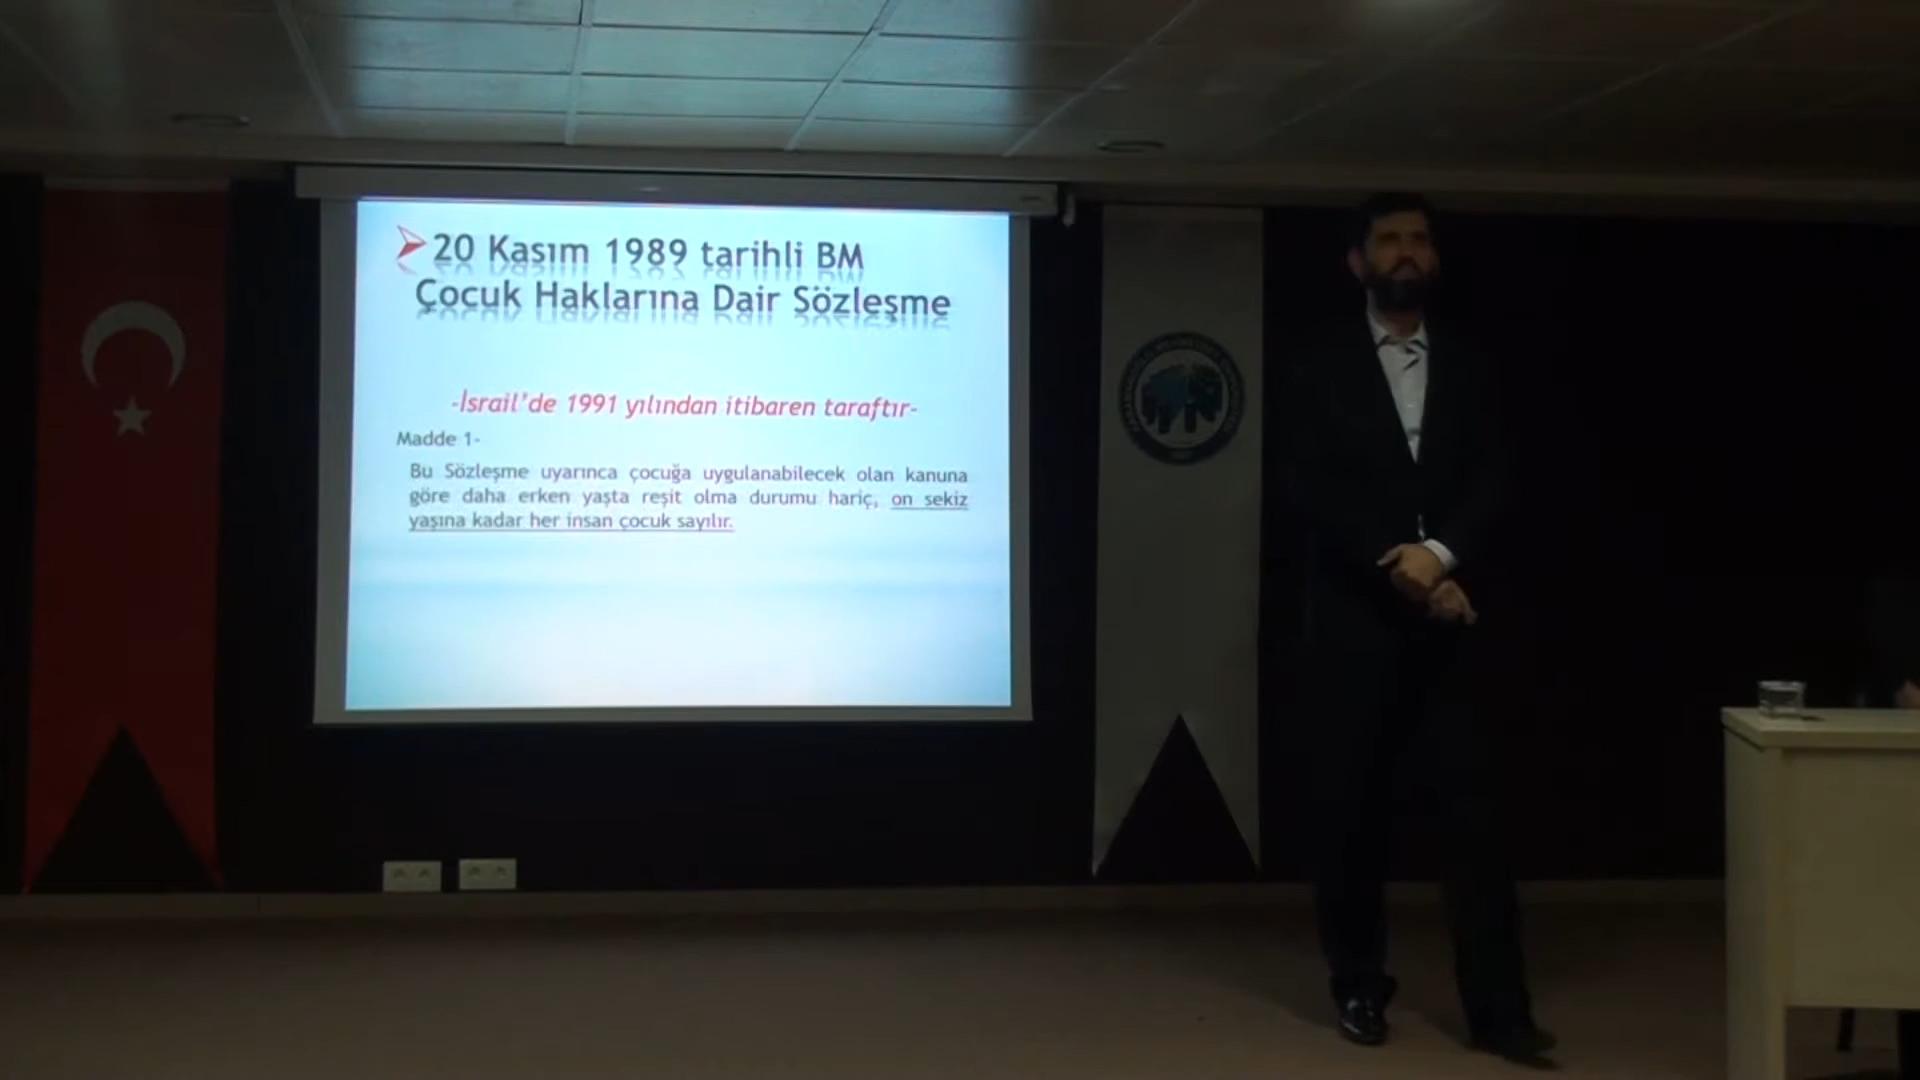 20 Kasım 1989 tarihli BM
Çocuk Haklarına Dair Sözleşme
-İsrail'de 1991 yılından itibaren taraftır-
Madde 1-
Bu Sözleşme uyarınca çocuğa uygulanabilecek olan kanuna
göre daha erken yaşta reşit olma durumu hariç, on sekiz
yaşına kadar her insan çocuk sayılır.